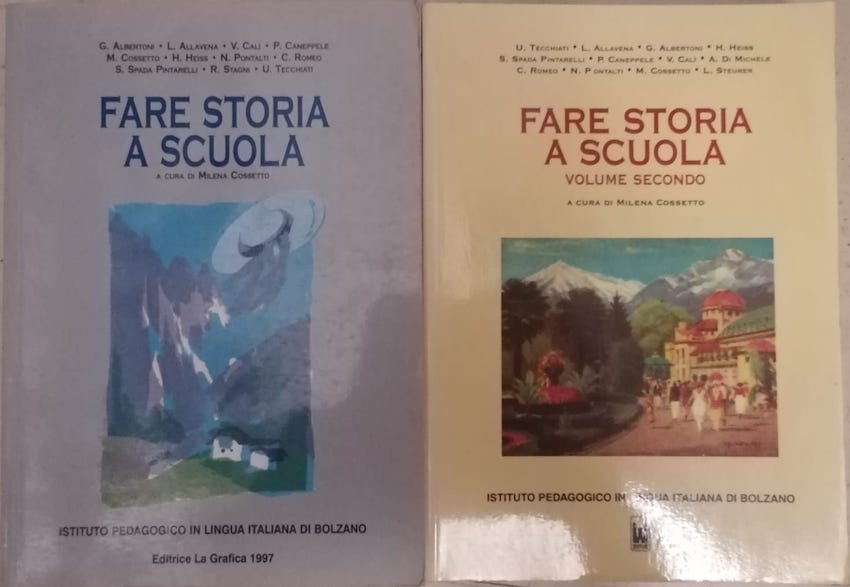 G. Albertoni • L. Allavena • V. Calì • P. Caneppele
M. Cossetto • H. Heiss • N. Pontalti • C. Romeo
S. Spada Pintarelli • R. Stagni • U. Tecchiati
FARE STORIA
A SCUOLA
A CURA DI MILENA COSSETTO
ISTITUTO PEDAGOGICO IN LINGUA ITALIANA DI BOLZANO
Editrice La Grafica 1997
U. Tecchiati • L. Allavena • G. Albertoni • H. Heiss
S. Spada Pintarelli • P. Caneppele • V. Calì • A. Di Michele
C. Romeo • N. Pontalti • M. Cossetto • L. Steurer
FARE STORIA
A SCUOLA
VOLUME SECONDO
A CURA DI MILENA COSSETTO
ISTITUTO PEDAGOGICO IN LINGUA ITALIANA DI BOLZANO